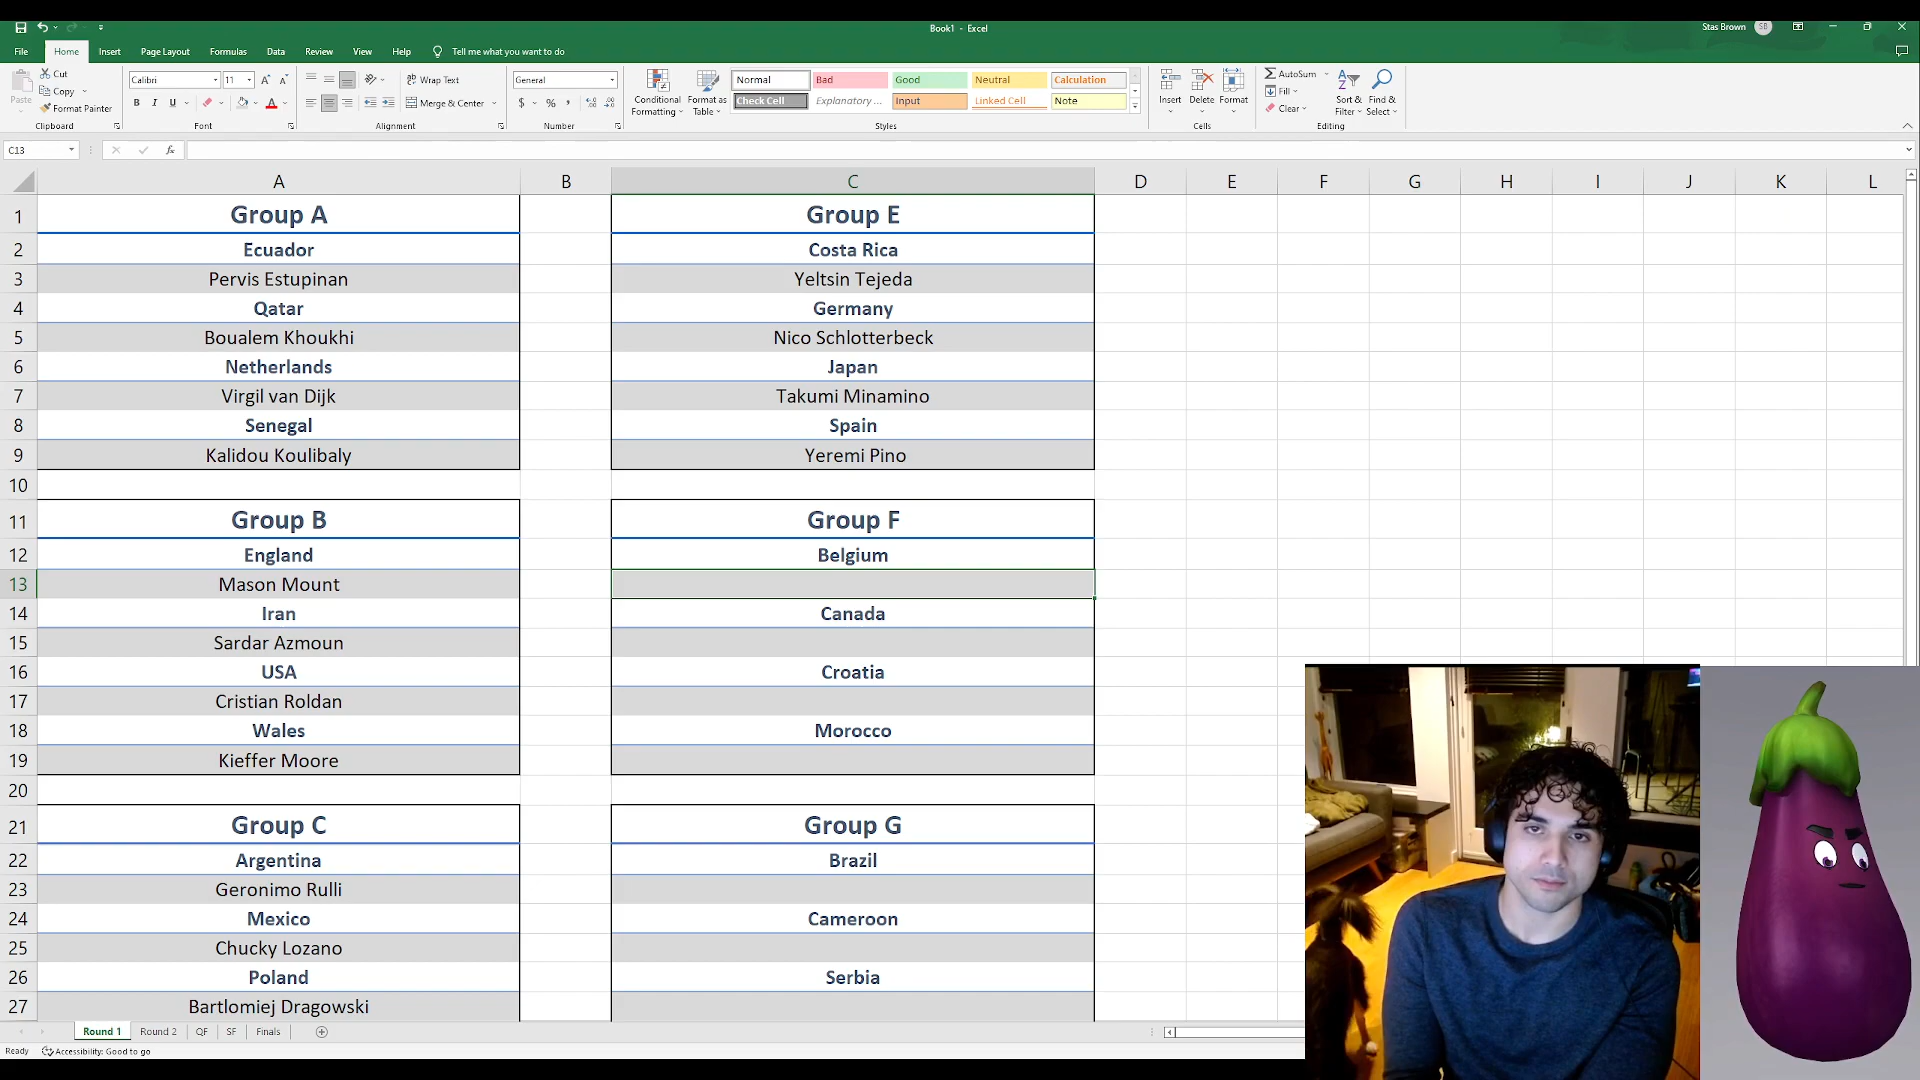 Book1 - Excel
Stas Brown
SB
File Home Insert Page Layout Formulas Data Review View Help Tell me what you want to do
Paste
Cut
Copy
Format Painter
Clipboard
Calibri 11
B I U
Font
Wrap Text
Merge & Center
Alignment
General
$ % ,
Number
Conditional Formatting
Format as Table
Normal Bad Good Neutral Calculation
Check Cell Explanatory ... Input Linked Cell Note
Styles
Insert Delete Format
Cells
AutoSum
Fill
Clear
Sort & Filter
Find & Select
Editing
C13 fx
A B C D E F G H I J K L
1 Group A Group E
2 Ecuador Costa Rica
3 Pervis Estupinan Yeltsin Tejeda
4 Qatar Germany
5 Boualem Khoukhi Nico Schlotterbeck
6 Netherlands Japan
7 Virgil van Dijk Takumi Minamino
8 Senegal Spain
9 Kalidou Koulibaly Yeremi Pino
10
11 Group B Group F
12 England Belgium
13 Mason Mount
14 Iran Canada
15 Sardar Azmoun
16 USA Croatia
17 Cristian Roldan
18 Wales Morocco
19 Kieffer Moore
20
21 Group C Group G
22 Argentina Brazil
23 Geronimo Rulli
24 Mexico Cameroon
25 Chucky Lozano
26 Poland Serbia
27 Bartlomiej Dragowski
Round 1 Round 2 QF SF Finals
Ready Accessibility: Good to go